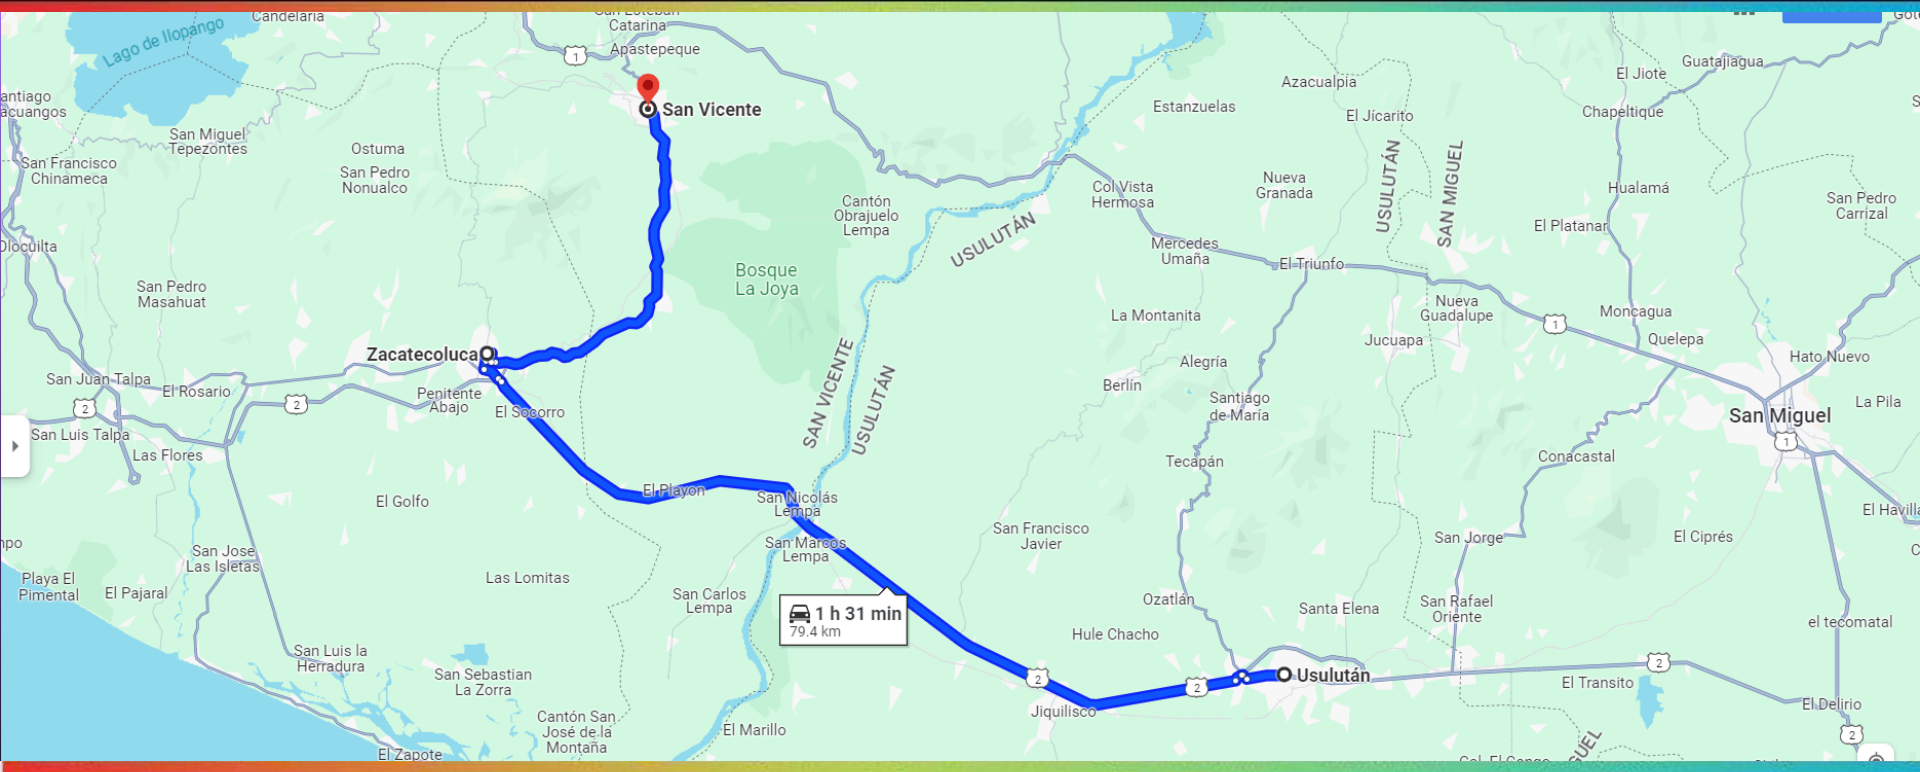 Candelaria
San Esteban
Catarina
Apastepeque
1
Lago de Ilopango
Guatajiagua
El Jiote
Azacualpia
antiago
acuangos
San Vicente
Estanzuelas
El Jícarito
Chapeltique
San Miguel
Tepezontes
Ostuma
San Francisco
Chinameca
San Pedro
Nonualco
USULUTÁN
SAN MIGUEL
Nueva
Granada
Col Vista
Hermosa
Hualamá
San Pedro
Carrizal
Cantón
Obrajuelo
Lempa
USULUTÁN
El Platanar
Olocuilta
Mercedes
Umaña
El Triunfo
Bosque
La Joya
San Pedro
Masahuat
La Montanita
Nueva
Guadalupe
1
Moncagua
Jucuapa
Quelepa
Zacatecoluca
SAN VICENTE
USULUTÁN
Alegría
Hato Nuevo
San Juan Talpa
El Rosario
Penitente
Abajo
Berlín
2
2
El Socorro
Santiago
de María
San Miguel
La Pila
San Luis Talpa
1
Las Flores
Tecapán
Conacastal
El Golfo
El Playon
San Nicolás
Lempa
El Havilla
San Francisco
Javier
San Jorge
El Ciprés
San Marcos
Lempa
San Jose
Las Isletas
Las Lomitas
Playa El
Pimental
El Pajaral
San Carlos
Lempa
1 h 31 min
79.4 km
Ozatlán
Santa Elena
San Rafael
Oriente
el tecomatal
Hule Chacho
San Luis la
Herradura
San Sebastian
La Zorra
2
2
Usulután
2
El Transito
Jiquilisco
El Delirio
Cantón San
José de la
Montaña
El Marillo
2
El Zapote
GUEL